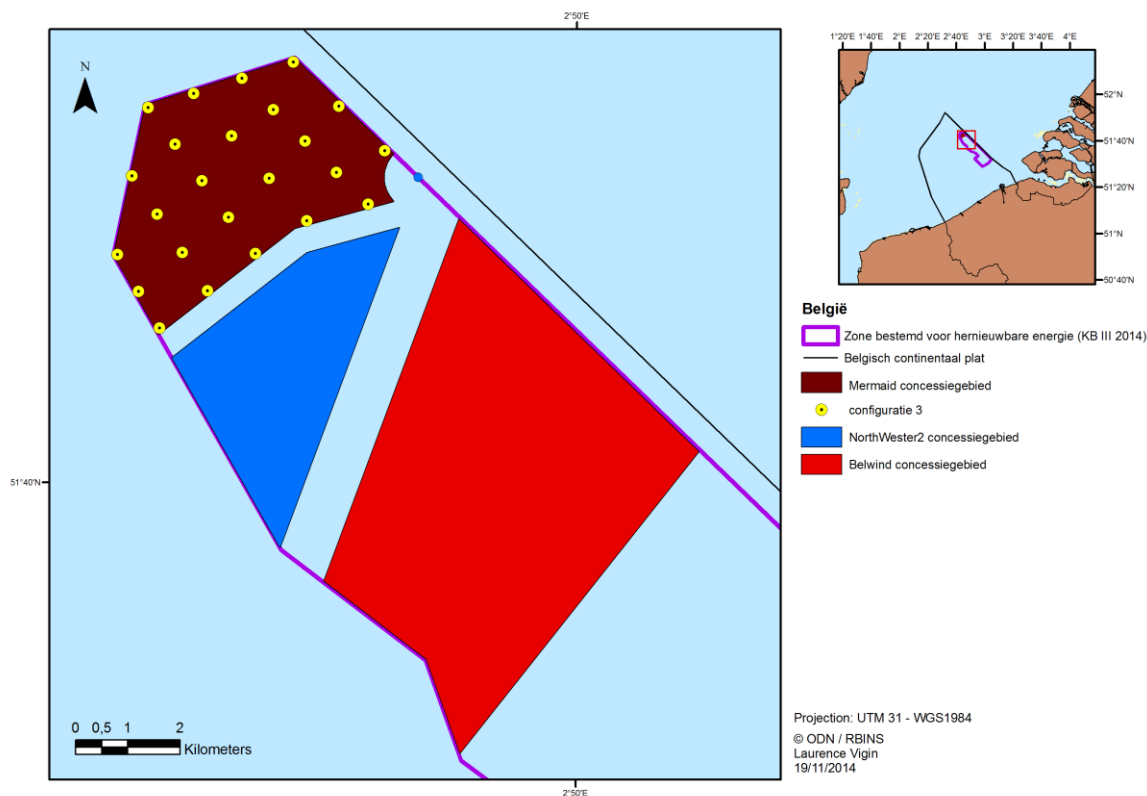 2°50'E
N
51°40'N
0 0,5 1 2
Kilometers
2°50'E
1°20'E 1°40'E 2°E 2°20'E 2°40'E 3°E 3°20'E 3°40'E 4°E
52°N
51°40'N
51°20'N
51°N
50°40'N
België
Zone bestemd voor hernieuwbare energie (KB III 2014)
Belgisch continentaal plat
Mermaid concessiegebied
configuratie 3
NorthWester2 concessiegebied
Belwind concessiegebied
Projection: UTM 31 - WGS1984
© ODN / RBINS
Laurence Vigin
19/11/2014